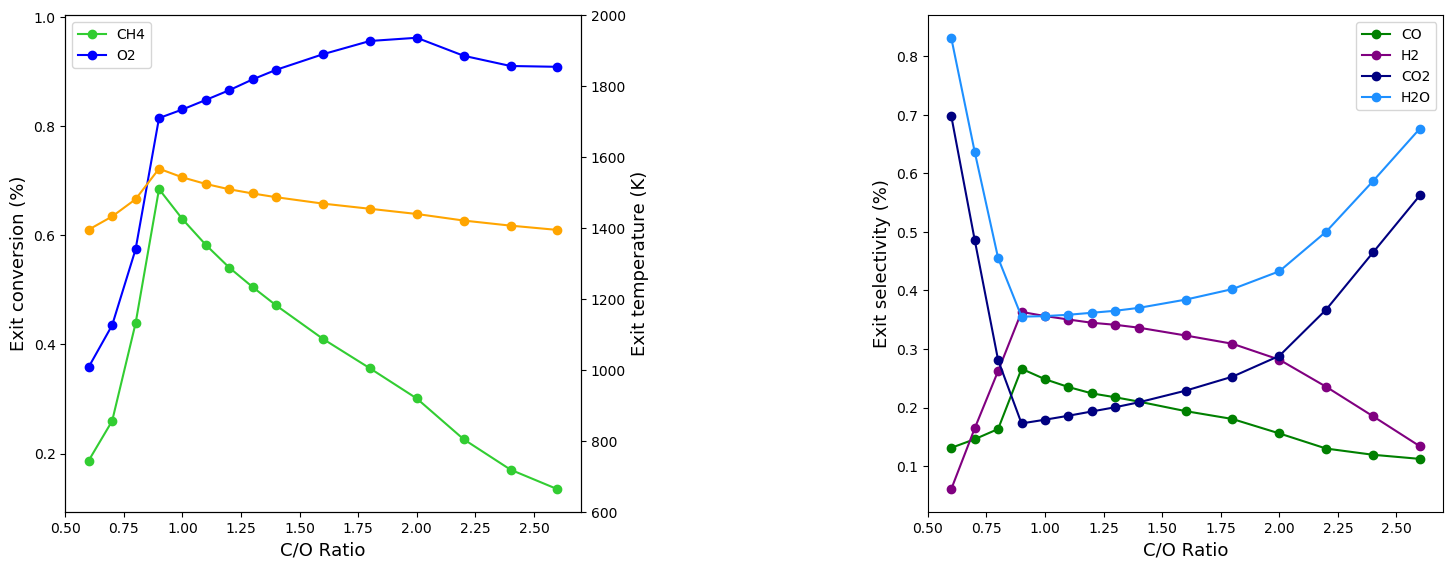 CH4
O2
Exit conversion (%)
1.0
0.8
0.6
0.4
0.2
2000
1800
1600
1400
1200
1000
800
600
Exit temperature (K)
0.50 0.75 1.00 1.25 1.50 1.75 2.00 2.25 2.50
C/O Ratio
CO
H2
CO2
H2O
Exit selectivity (%)
0.8
0.7
0.6
0.5
0.4
0.3
0.2
0.1
0.50 0.75 1.00 1.25 1.50 1.75 2.00 2.25 2.50
C/O Ratio